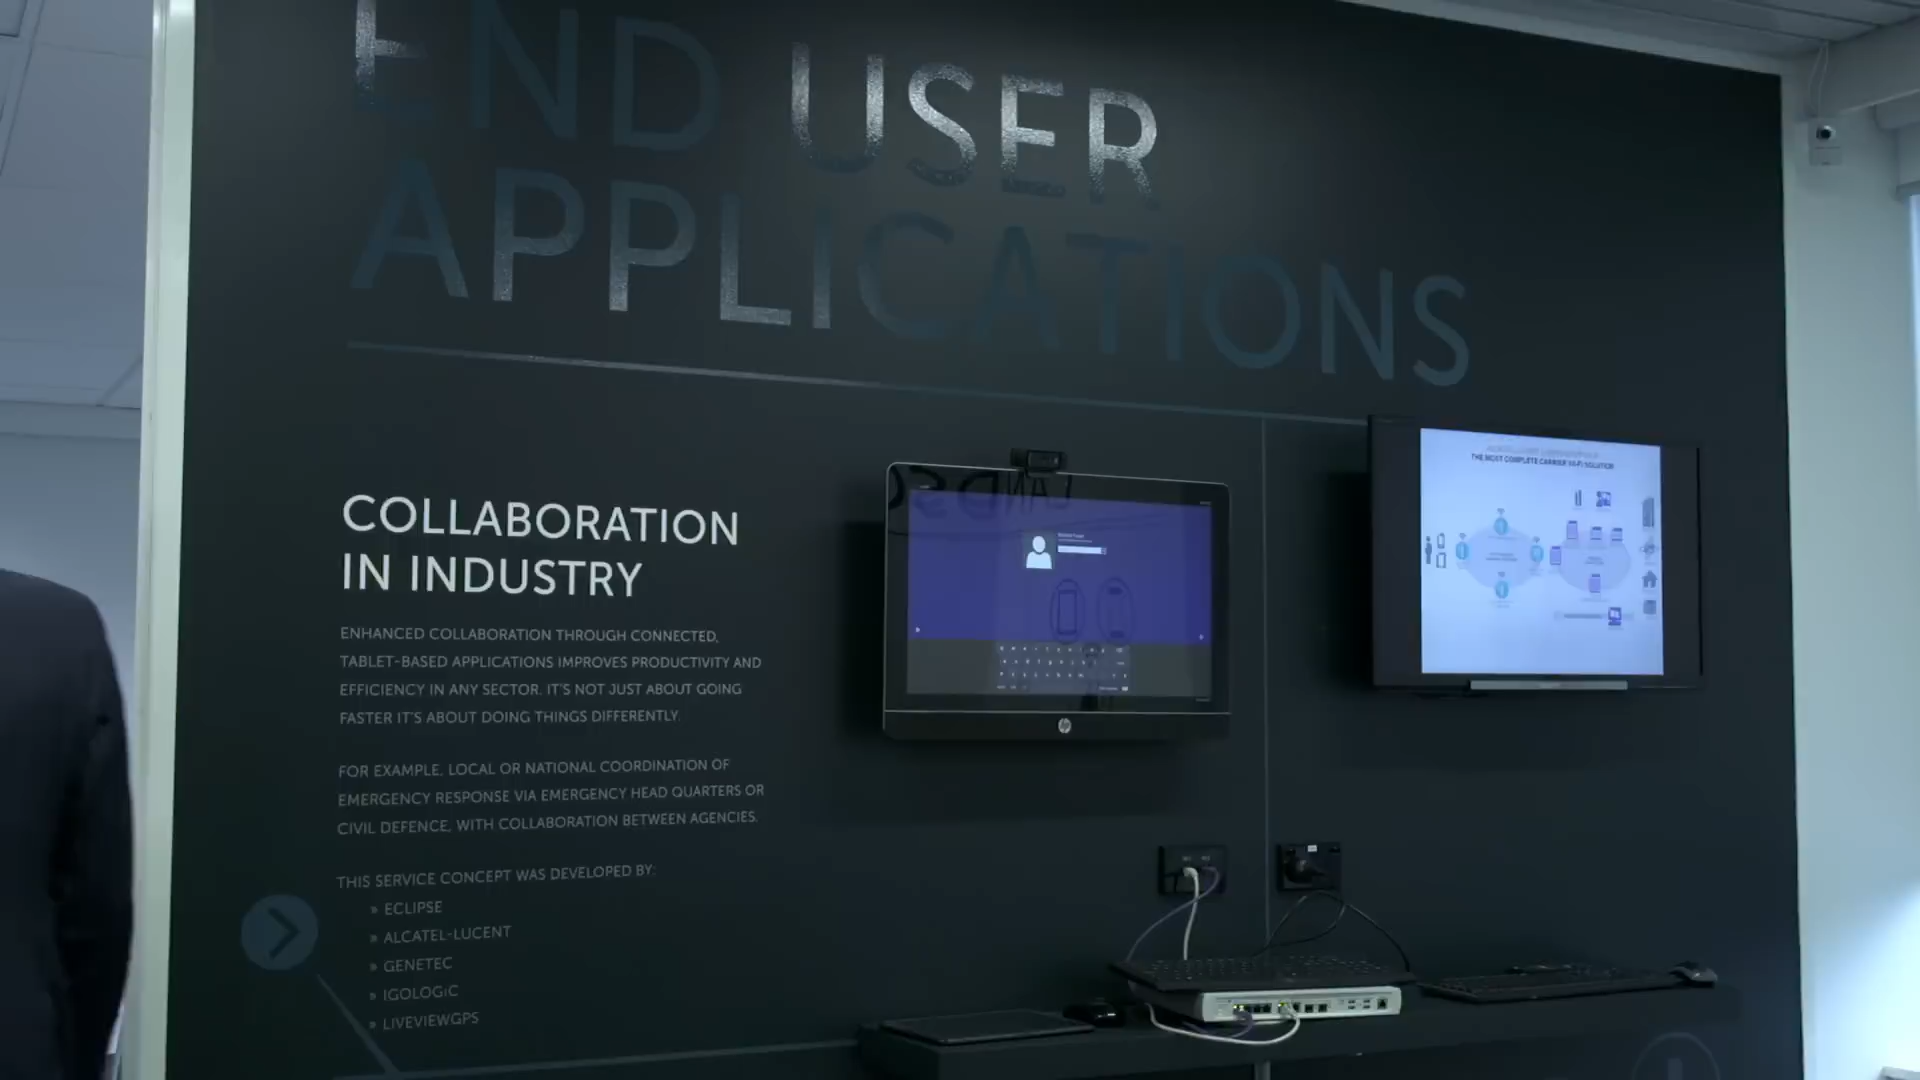 END USER
APPLICATIONS
COLLABORATION
IN INDUSTRY
ENHANCED COLLABORATION THROUGH CONNECTED,
TABLET-BASED APPLICATIONS IMPROVES PRODUCTIVITY AND
EFFICIENCY IN ANY SECTOR. IT'S NOT JUST ABOUT GOING
FASTER IT'S ABOUT DOING THINGS DIFFERENTLY.
FOR EXAMPLE, LOCAL OR NATIONAL COORDINATION OF
EMERGENCY RESPONSE VIA EMERGENCY HEAD QUARTERS OR
CIVIL DEFENCE, WITH COLLABORATION BETWEEN AGENCIES.
THIS SERVICE CONCEPT WAS DEVELOPED BY:
» ECLIPSE
» ALCATEL-LUCENT
» GENETEC
» IGOLOGiC
» LIVEVIEWGPS
hp
THE MOST COMPLETE CARRIER WI-FI SOLUTION